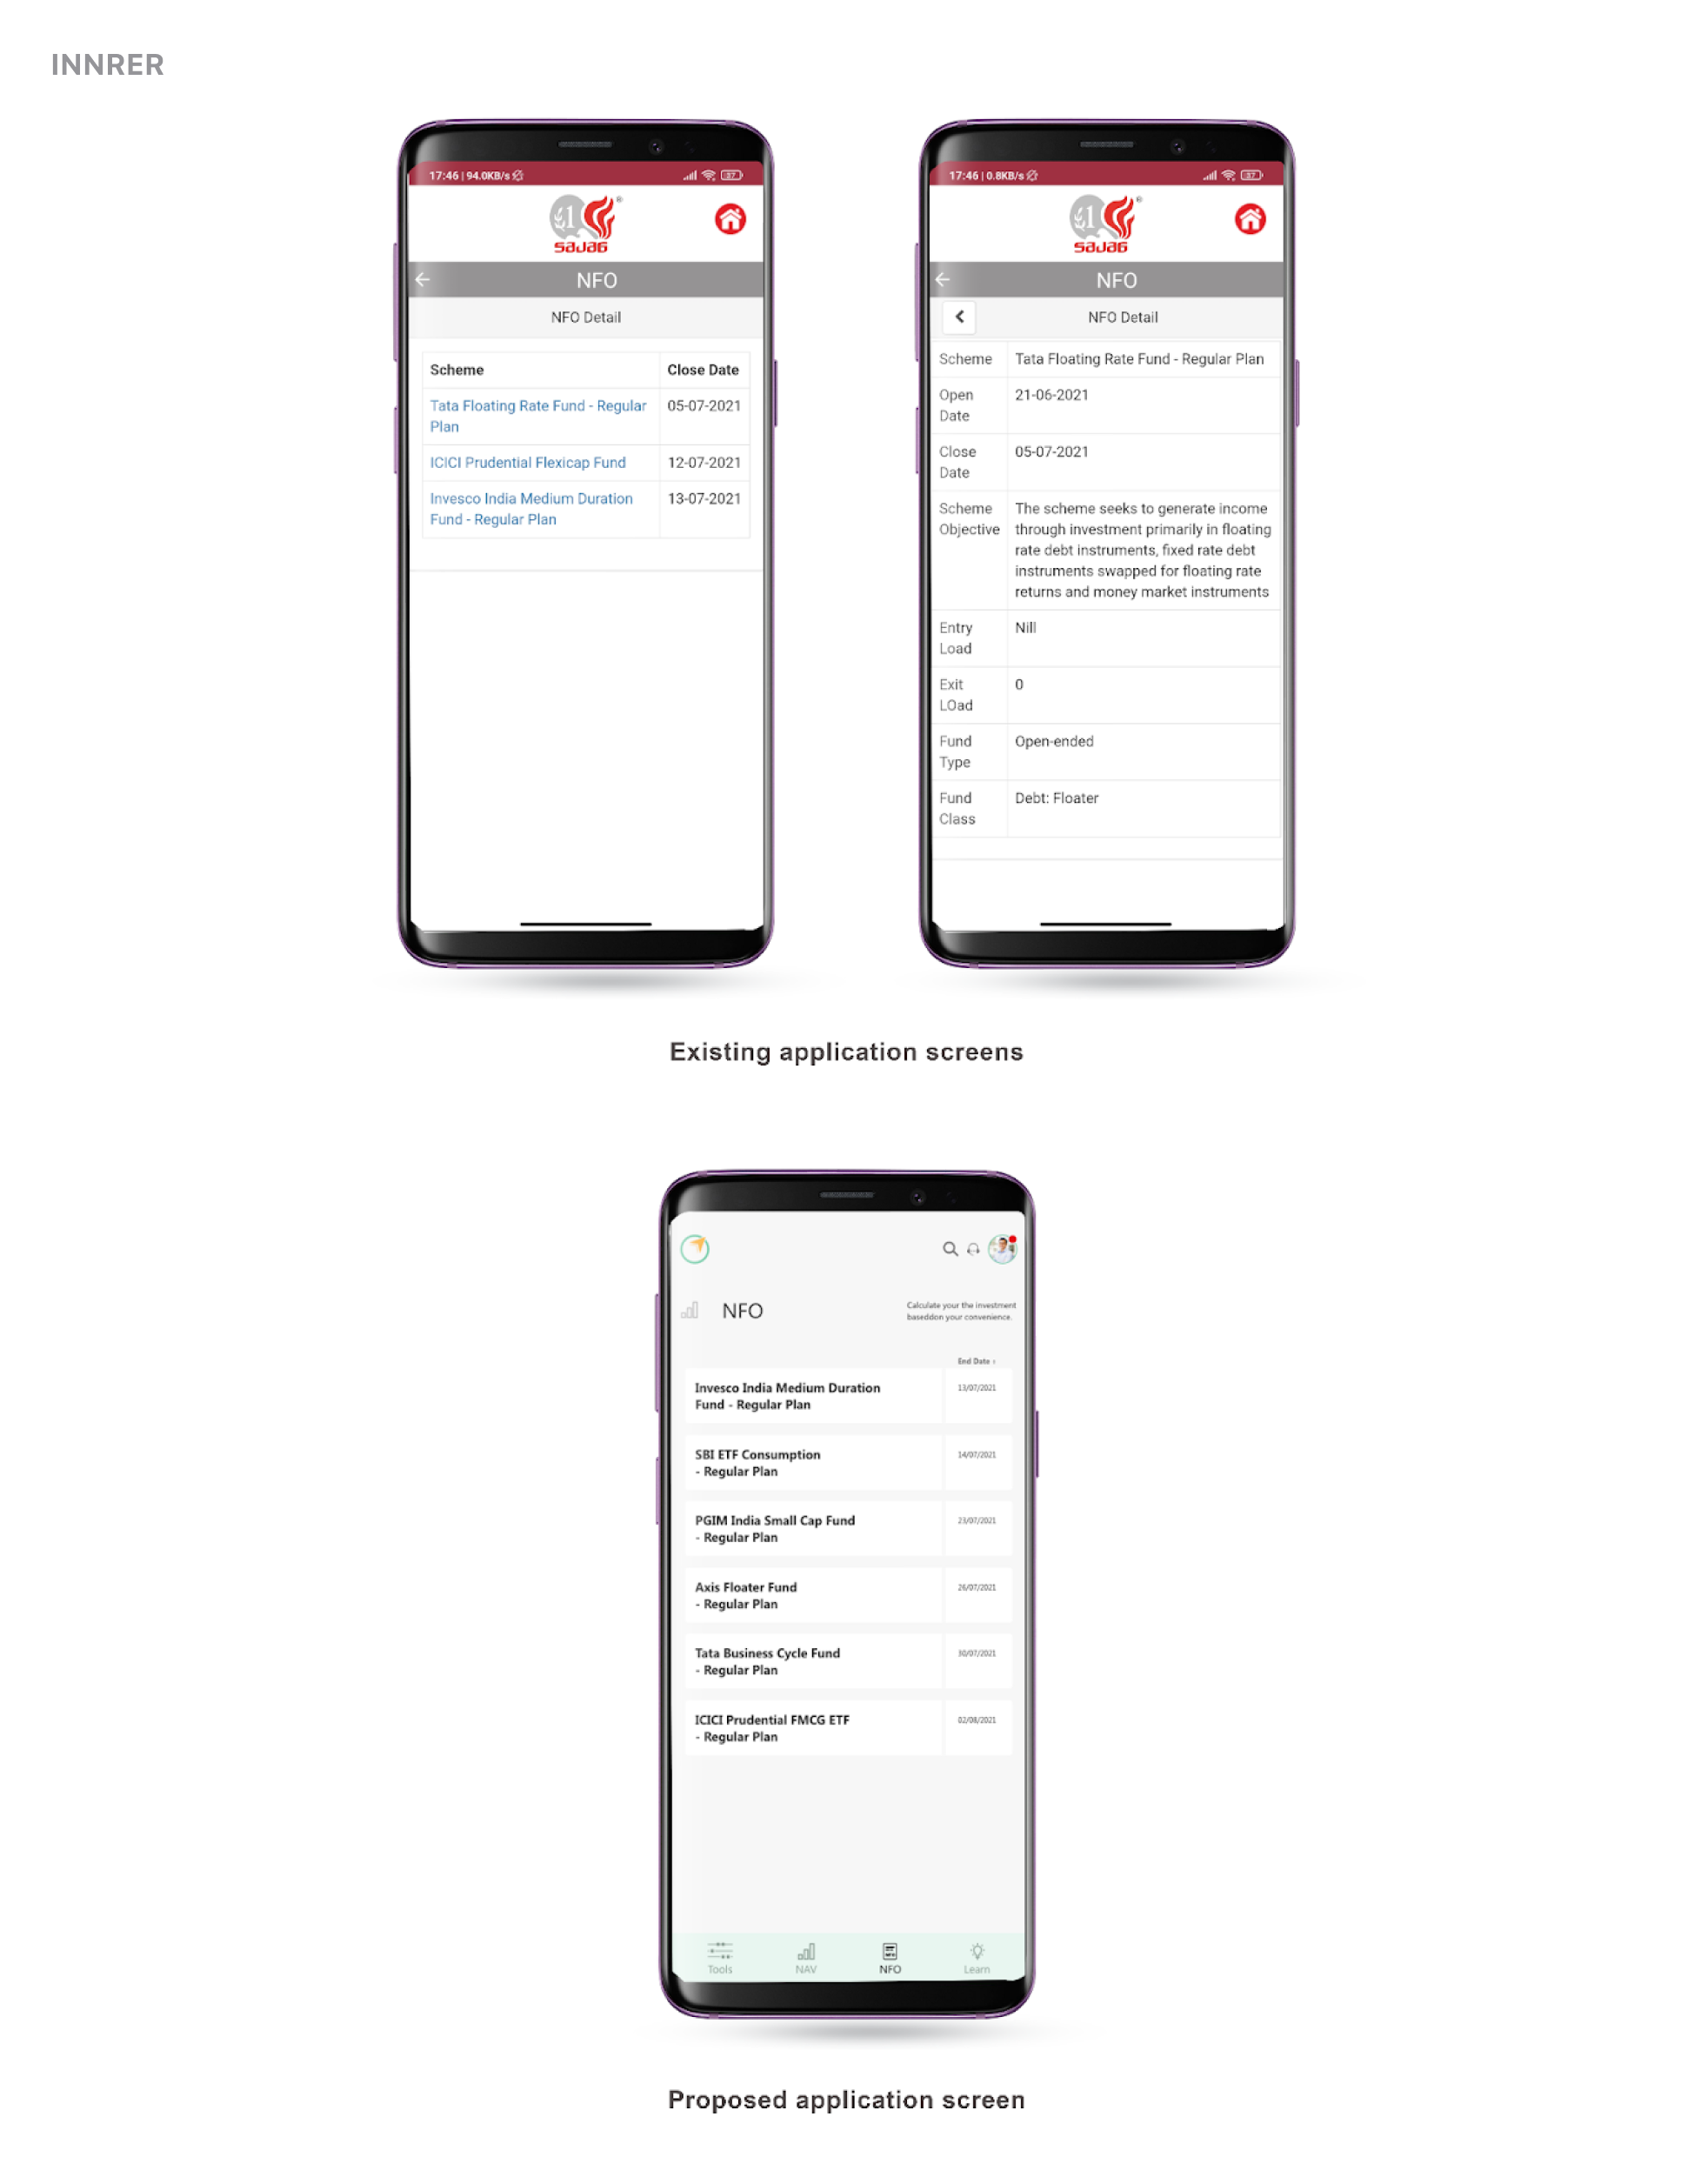 INNRER
17:46 | 94.0KB/s
37
1
®
SAJAG
NFO
NFO Detail
Scheme Close Date
Tata Floating Rate Fund - Regular 05-07-2021
Plan
ICICI Prudential Flexicap Fund 12-07-2021
Invesco India Medium Duration 13-07-2021
Fund - Regular Plan
17:46 | 0.8KB/s
37
1
®
SAJAG
NFO
NFO Detail
Scheme Tata Floating Rate Fund - Regular Plan
Open 21-06-2021
Date
Close 05-07-2021
Date
Scheme The scheme seeks to generate income
Objective through investment primarily in floating
rate debt instruments, fixed rate debt
instruments swapped for floating rate
returns and money market instruments
Entry Nill
Load
Exit 0
LOad
Fund Open-ended
Type
Fund Debt: Floater
Class
Existing application screens
NFO
Calculate your the investment
baseddon your convenience.
End Date
Invesco India Medium Duration 13/07/2021
Fund - Regular Plan
SBI ETF Consumption 14/07/2021
- Regular Plan
PGIM India Small Cap Fund 23/07/2021
- Regular Plan
Axis Floater Fund 26/07/2021
- Regular Plan
Tata Business Cycle Fund 30/07/2021
- Regular Plan
ICICI Prudential FMCG ETF 02/08/2021
- Regular Plan
Tools NAV NFO Learn
Proposed application screen